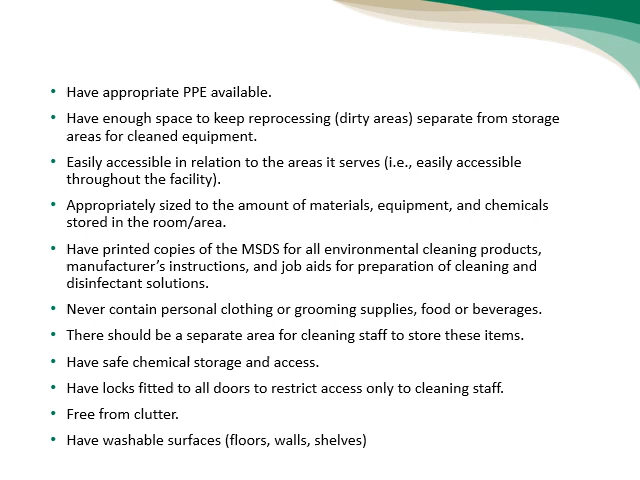 • Have appropriate PPE available.
• Have enough space to keep reprocessing (dirty areas) separate from storage
areas for cleaned equipment.
• Easily accessible in relation to the areas it serves (i.e., easily accessible
throughout the facility).
• Appropriately sized to the amount of materials, equipment, and chemicals
stored in the room/area.
• Have printed copies of the MSDS for all environmental cleaning products,
manufacturer's instructions, and job aids for preparation of cleaning and
disinfectant solutions.
• Never contain personal clothing or grooming supplies, food or beverages.
• There should be a separate area for cleaning staff to store these items.
• Have safe chemical storage and access.
• Have locks fitted to all doors to restrict access only to cleaning staff.
• Free from clutter.
• Have washable surfaces (floors, walls, shelves)